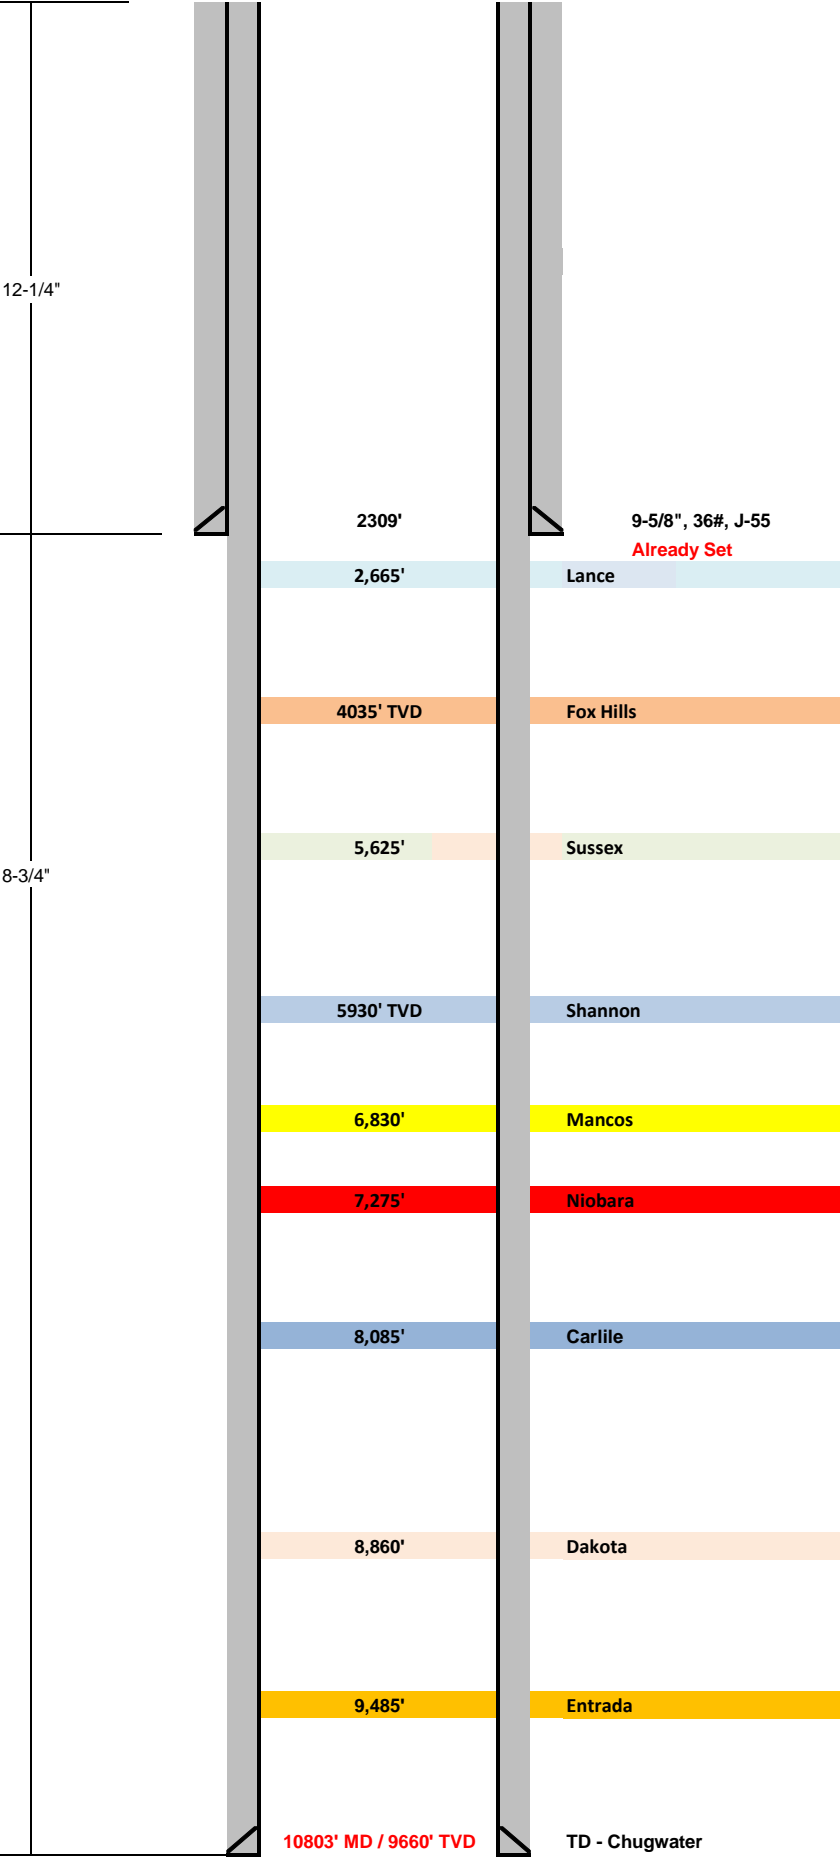 12-1/4"
2309' 9-5/8", 36#, J-55
Already Set
2,665' Lance
4035' TVD Fox Hills
5,625' Sussex
8-3/4"
5930' TVD Shannon
6,830' Mancos
7,275' Niobara
8,085' Carlile
8,860' Dakota
9,485' Entrada
10803' MD / 9660' TVD TD - Chugwater